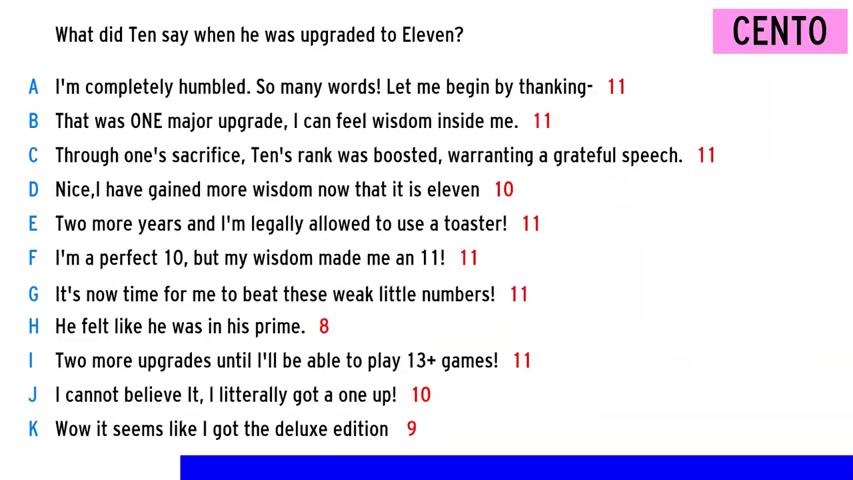 What did Ten say when he was upgraded to Eleven?
CENTO
A I'm completely humbled. So many words! Let me begin by thanking- 11
B That was ONE major upgrade, I can feel wisdom inside me. 11
C Through one's sacrifice, Ten's rank was boosted, warranting a grateful speech. 11
D Nice,I have gained more wisdom now that it is eleven 10
E Two more years and I'm legally allowed to use a toaster! 11
F I'm a perfect 10, but my wisdom made me an 11! 11
G It's now time for me to beat these weak little numbers! 11
H He felt like he was in his prime. 8
I Two more upgrades until I'll be able to play 13+ games! 11
J I cannot believe It, I litterally got a one up! 10
K Wow it seems like I got the deluxe edition 9